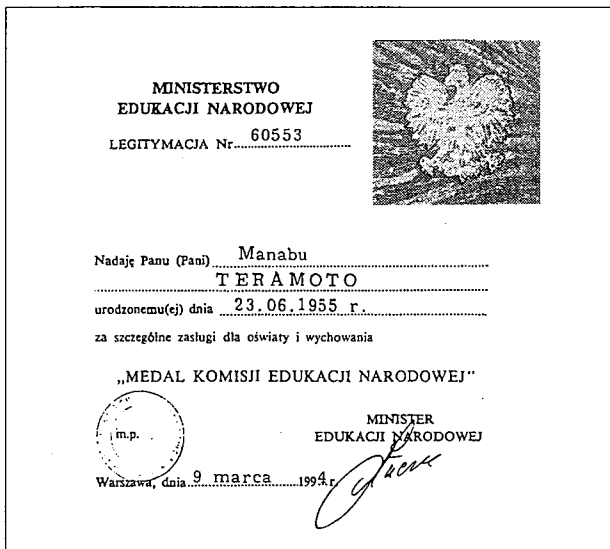 MINISTERSTWO
EDUKACJI NARODOWEJ
LEGITYMACJA Nr 60553
Nadaję Panu (Pani) Manabu
TERAMOTO
urodzonemu(ej) dnia 23.06.1955 r.
za szczególne zasługi dla oświaty i wychowania
„MEDAL KOMISJI EDUKACJI NARODOWEJ"
m.p.
MINISTER
EDUKACJI NARODOWEJ
Warszawa, dnia 9 marca 1994 r.